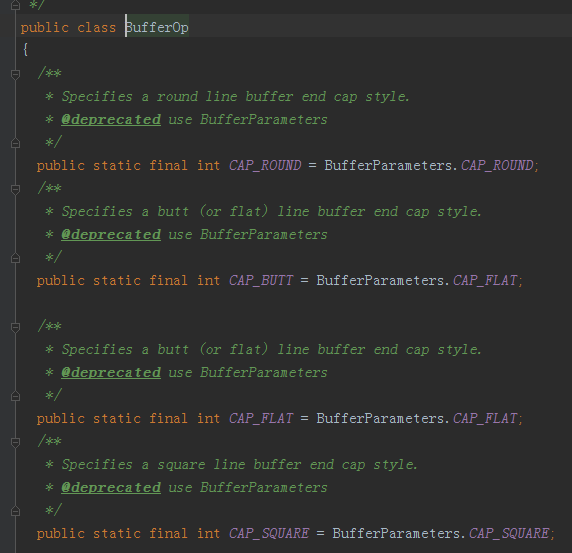 */
public class BufferOp
{
/**
* Specifies a round line buffer end cap style.
* @deprecated use BufferParameters
*/
public static final int CAP_ROUND = BufferParameters.CAP_ROUND;
/**
* Specifies a butt (or flat) line buffer end cap style.
* @deprecated use BufferParameters
*/
public static final int CAP_BUTT = BufferParameters.CAP_FLAT;
/**
* Specifies a butt (or flat) line buffer end cap style.
* @deprecated use BufferParameters
*/
public static final int CAP_FLAT = BufferParameters.CAP_FLAT;
/**
* Specifies a square line buffer end cap style.
* @deprecated use BufferParameters
*/
public static final int CAP_SQUARE = BufferParameters.CAP_SQUARE;